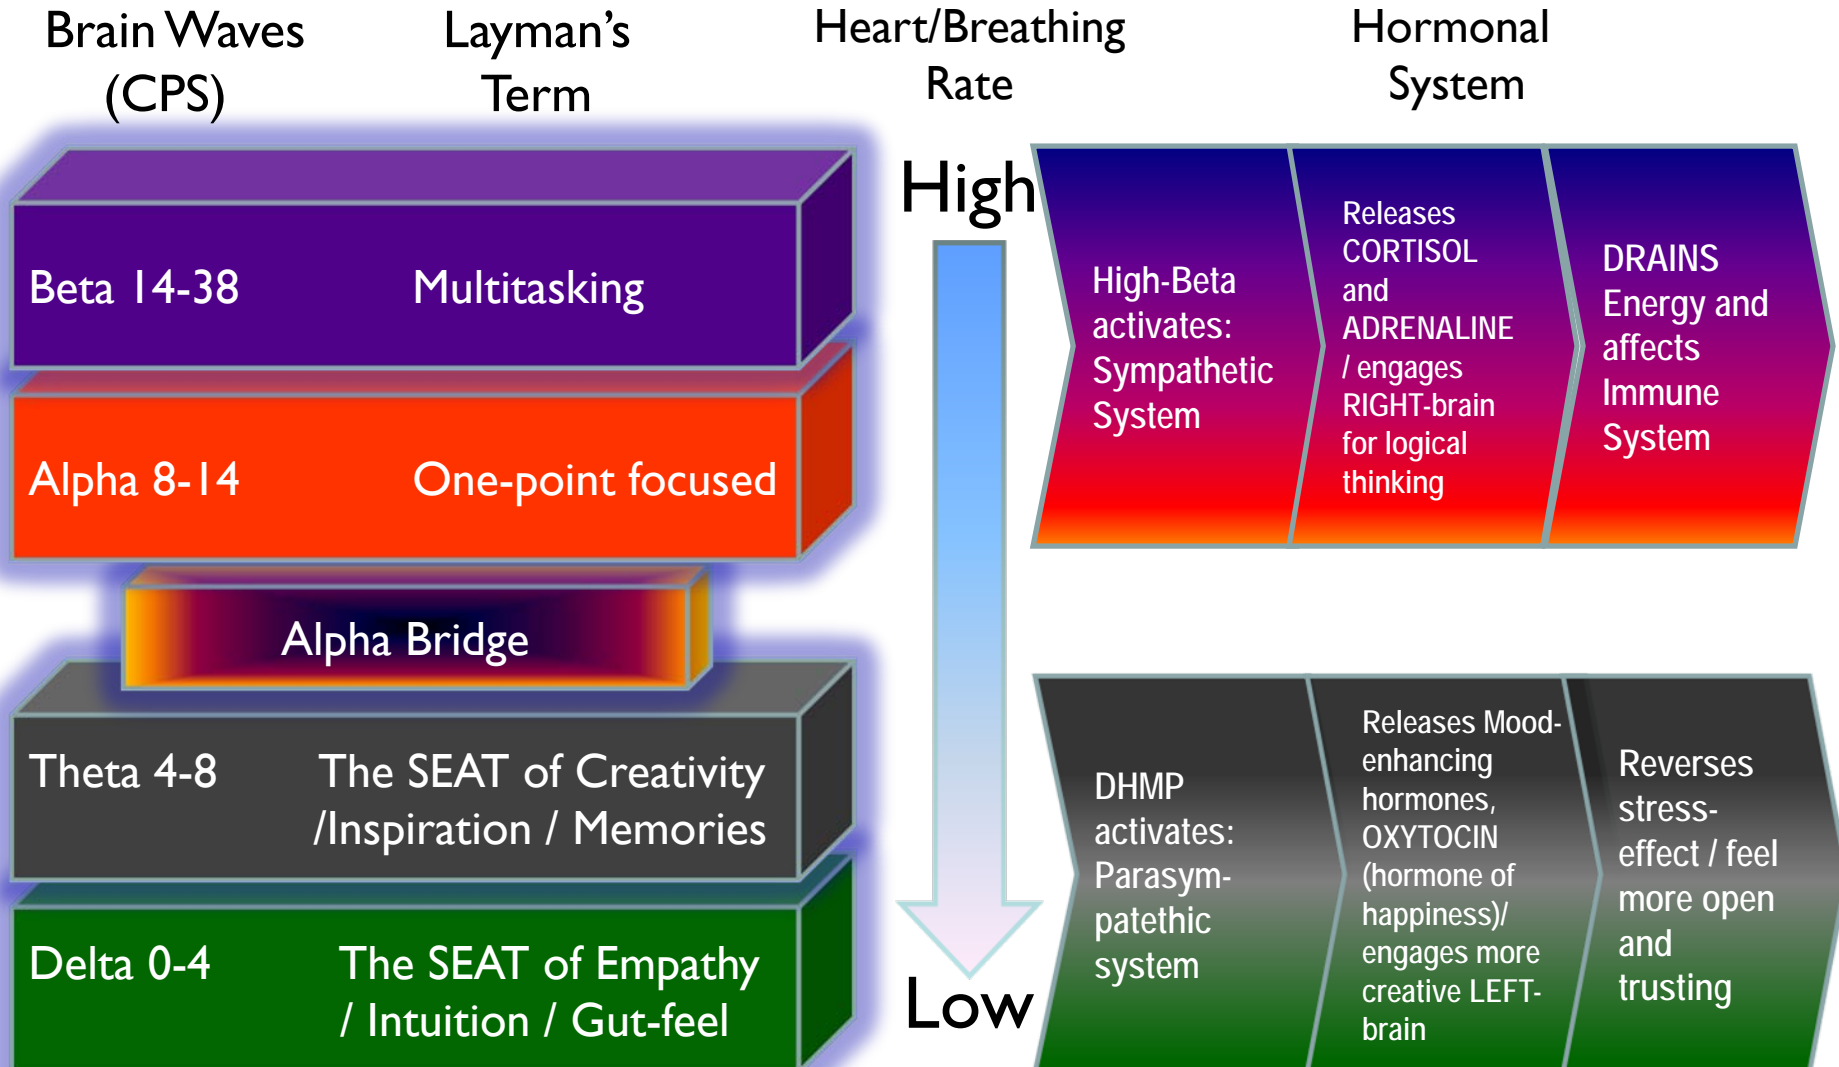 Brain Waves
(CPS)
Layman's
Term
Heart/Breathing
Rate
Hormonal
System
Beta 14-38
Multitasking
Alpha 8-14
One-point focused
Alpha Bridge
Theta 4-8
The SEAT of Creativity
/Inspiration / Memories
Delta 0-4
The SEAT of Empathy
/ Intuition / Gut-feel
High
Low
High-Beta
activates:
Sympathetic
System
Releases
CORTISOL
and
ADRENALINE
/ engages
RIGHT-brain
for logical
thinking
DRAINS
Energy and
affects
Immune
System
DHMP
activates:
Parasym-
patethic
system
Releases Mood-
enhancing
hormones,
OXYTOCIN
(hormone of
happiness)/
engages more
creative LEFT-
brain
Reverses
stress-
effect / feel
more open
and
trusting